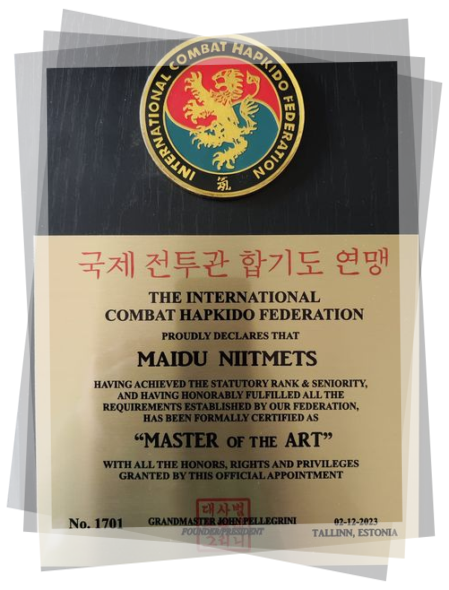 INTERNATIONAL COMBAT HAPKIDO FEDERATION
氣
국제 전투관 합기도 연맹
THE INTERNATIONAL
COMBAT HAPKIDO FEDERATION
PROUDLY DECLARES THAT
MAIDU NIITMETS
HAVING ACHIEVED THE STATUTORY RANK & SENIORITY,
AND HAVING HONORABLY FULFILLED ALL THE
REQUIREMENTS ESTABLISHED BY OUR FEDERATION,
HAS BEEN FORMALLY CERTIFIED AS
“MASTER OF THE ART”
WITH ALL THE HONORS, RIGHTS AND PRIVILEGES
GRANTED BY THIS OFFICIAL APPOINTMENT
대사범
No. 1701 GRANDMASTER JOHN PELLEGRINI 02-12-2023
FOUNDER/PRESIDENT TALLINN, ESTONIA